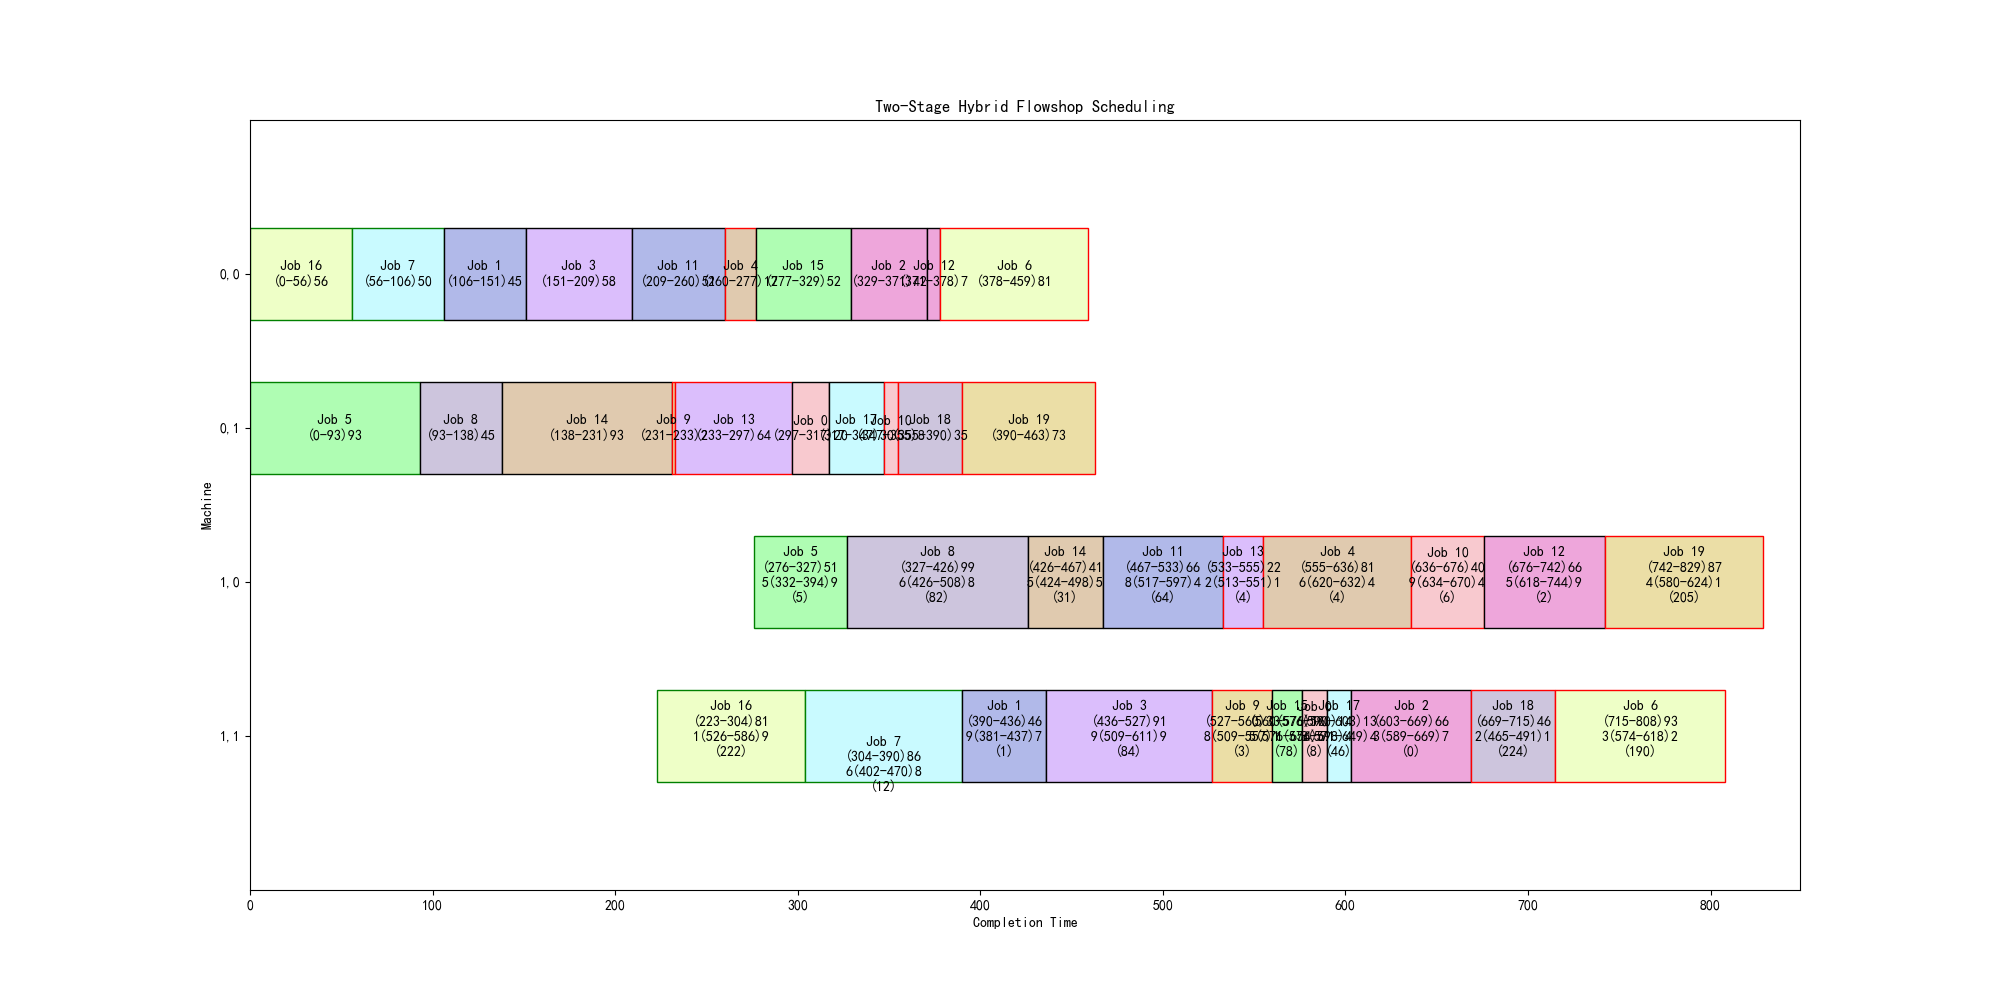 Two-Stage Hybrid Flowshop Scheduling
0,0
Job 16
(0-56)56
Job 7
(56-106)50
Job 1
(106-151)45
Job 3
(151-209)58
Job 11
(209-260)51
Job 4
(260-277)17
Job 15
(277-329)52
Job 2
(329-371)42
Job 12
(371-378)7
Job 6
(378-459)81
0,1
Job 5
(0-93)93
Job 8
(93-138)45
Job 14
(138-231)93
Job 9
(231-233)2
Job 13
(233-297)64
Job 0
(297-317)20
Job 17
(317-347)30
Job 10
(347-355)8
Job 18
(355-390)35
Job 19
(390-463)73
Machine
1,0
Job 5
(276-327)51
5(332-394)9
(5)
Job 8
(327-426)99
6(426-508)8
(82)
Job 14
(426-467)41
5(424-498)5
(31)
Job 11
(467-533)66
8(517-597)4
(64)
Job 13
(533-555)22
2(513-551)1
(4)
Job 4
(555-636)81
6(620-632)4
(4)
Job 10
(636-676)40
9(634-670)4
(6)
Job 12
(676-742)66
5(618-744)9
(2)
Job 19
(742-829)87
4(580-624)1
(205)
1,1
Job 16
(223-304)81
1(526-586)9
(222)
Job 7
(304-390)86
6(402-470)8
(12)
Job 1
(390-436)46
9(381-437)7
(1)
Job 3
(436-527)91
9(509-611)9
(84)
Job 9
(527-560)33
8(509-557)
(3)
Job 15
(560-576)
(78)
Job 0
(8)
Job 17
(590-603)13
(46)
Job 2
(603-669)66
3(589-669)7
(0)
Job 18
(669-715)46
2(465-491)1
(224)
Job 6
(715-808)93
3(574-618)2
(190)
0
100
200
300
400
500
600
700
800
Completion Time